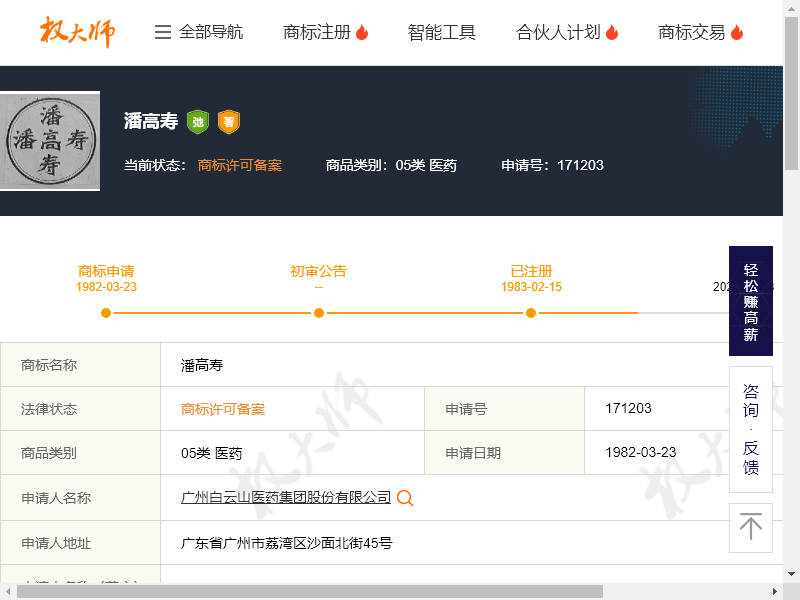 权大师 全部导航 商标注册 智能工具 合伙人计划 商标交易
潘
潘高寿
寿
潘高寿 驰 著
当前状态： 商标许可备案 商品类别：05类 医药 申请号：171203
商标申请 初审公告 已注册
1982-03-23 -- 1983-02-15
轻松赚高薪
商标名称 潘高寿
法律状态 商标许可备案 申请号 171203
商品类别 05类 医药 申请日期 1982-03-23
咨询·反馈
申请人名称 广州白云山医药集团股份有限公司
申请人地址 广东省广州市荔湾区沙面北街45号
权大师